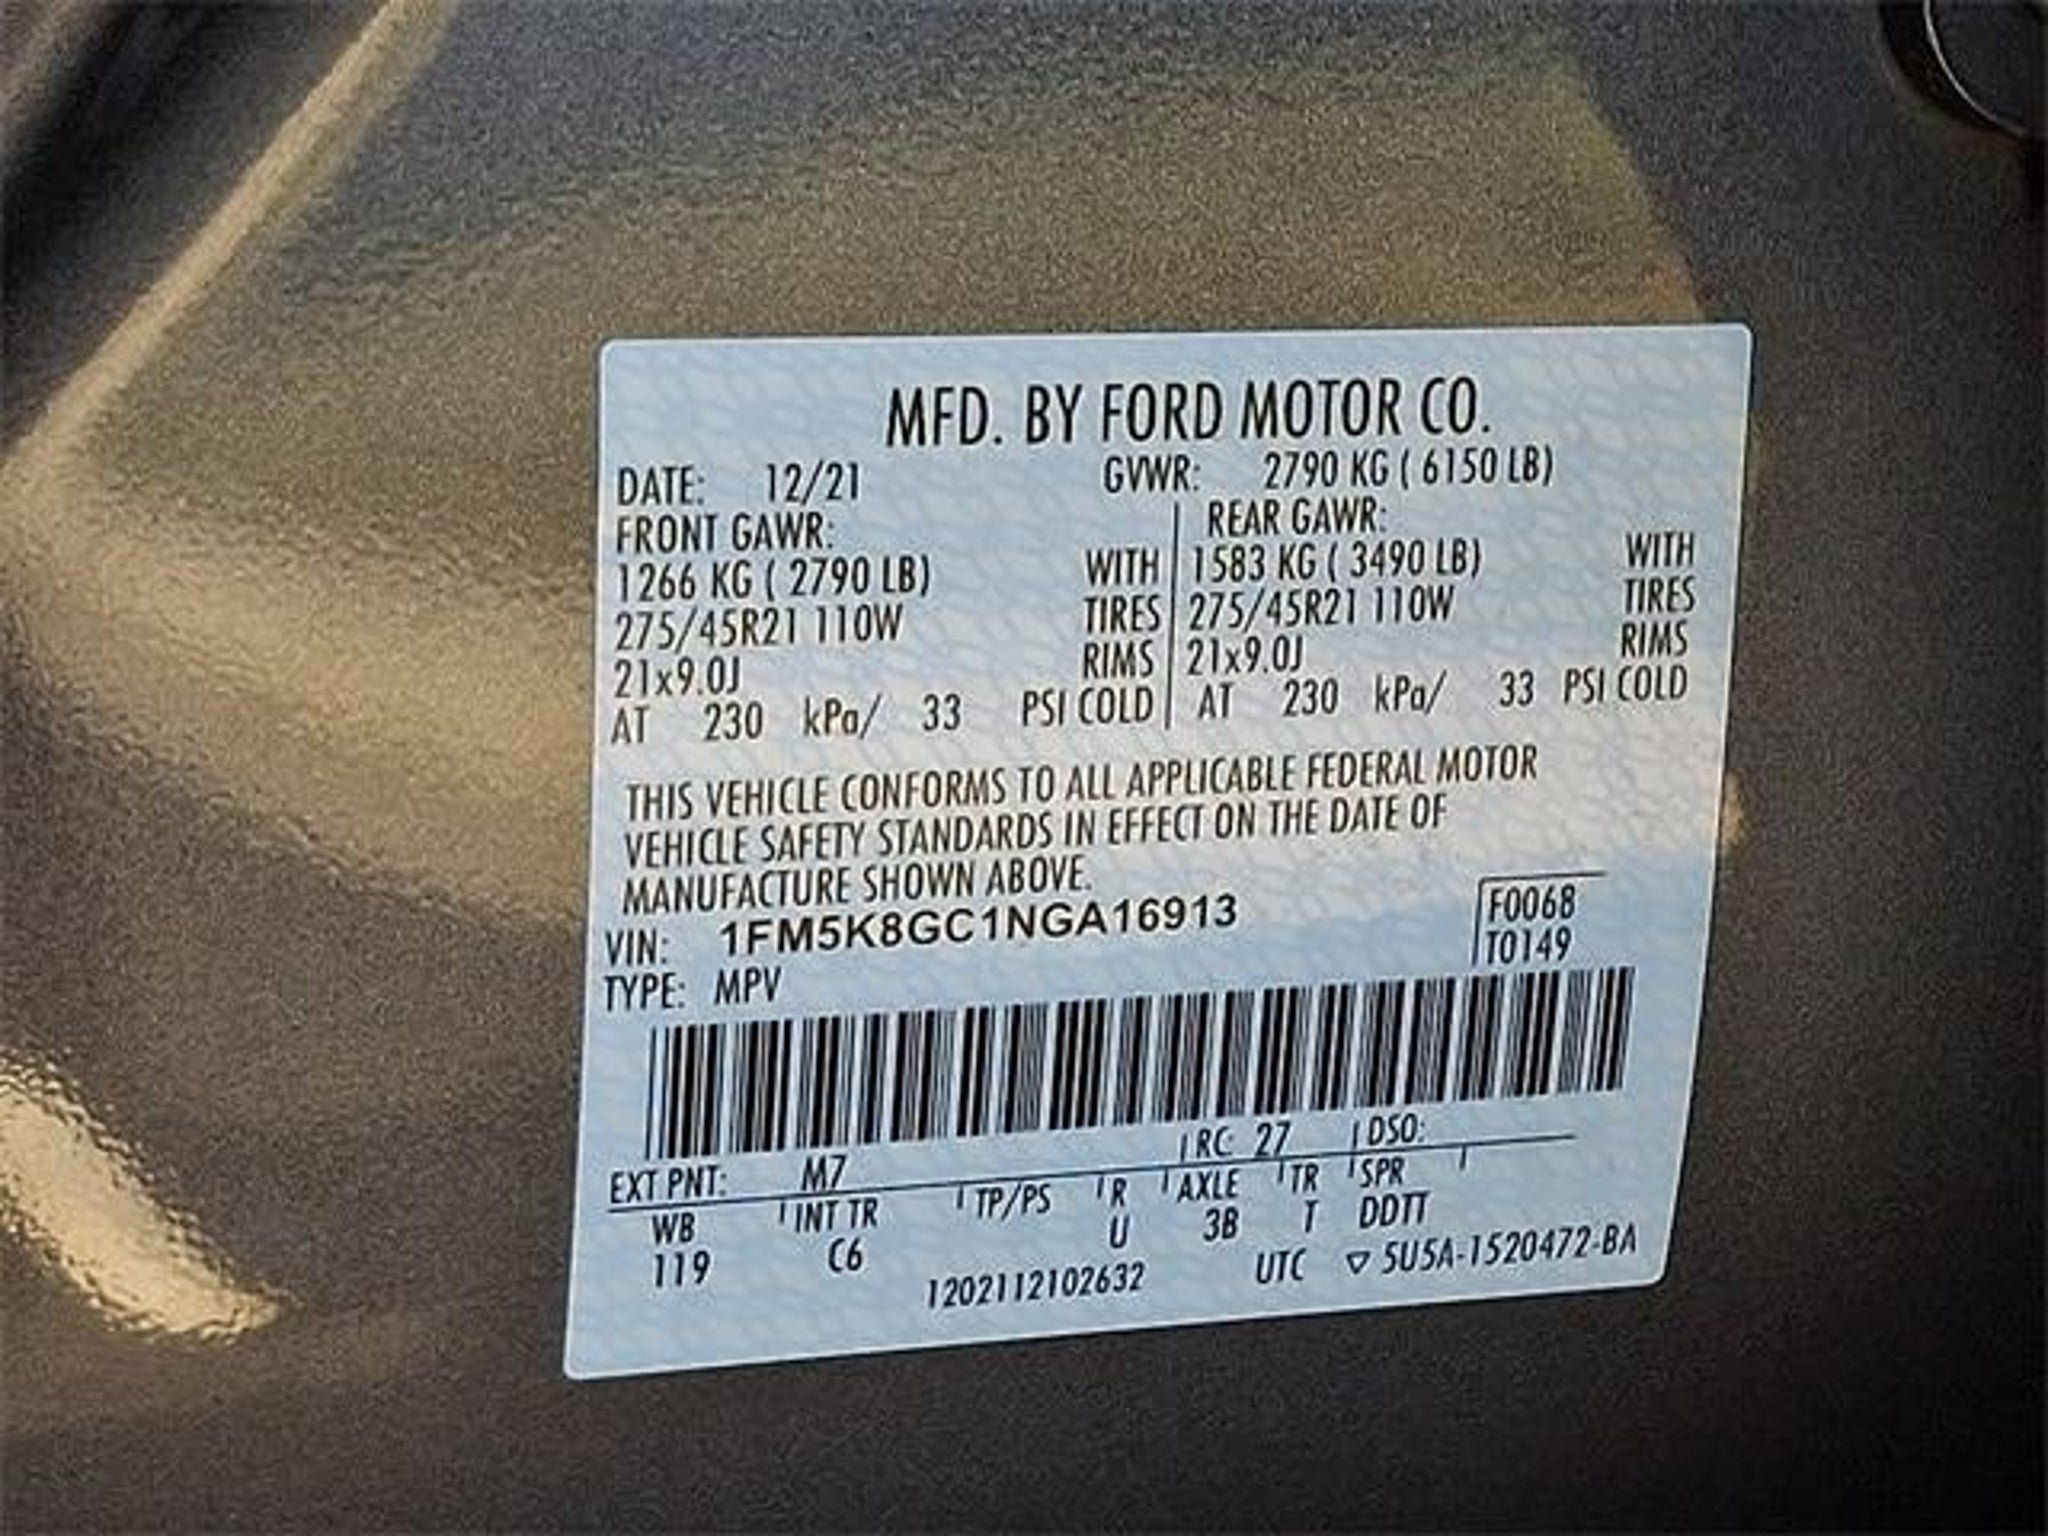 MFD. BY FORD MOTOR CO.
DATE: 12/21 GVWR: 2790 KG ( 6150 LB)
FRONT GAWR: REAR GAWR:
1266 KG ( 2790 LB) WITH 1583 KG ( 3490 LB) WITH
275/45R21 110W TIRES 275/45R21 110W TIRES
21x9.0J RIMS 21x9.0J RIMS
AT 230 kPa/ 33 PSI COLD AT 230 kPa/ 33 PSI COLD
THIS VEHICLE CONFORMS TO ALL APPLICABLE FEDERAL MOTOR
VEHICLE SAFETY STANDARDS IN EFFECT ON THE DATE OF
MANUFACTURE SHOWN ABOVE.
VIN: 1FM5K8GC1NGA16913 F0068
TYPE: MPV T0149
EXT PNT: M7 RC: 27 DSO:
WB INT TR TP/PS R AXLE TR SPR
119 C6 U 3B T DDTT
1202112102632 UTC ▽ 5U5A-1520472-BA